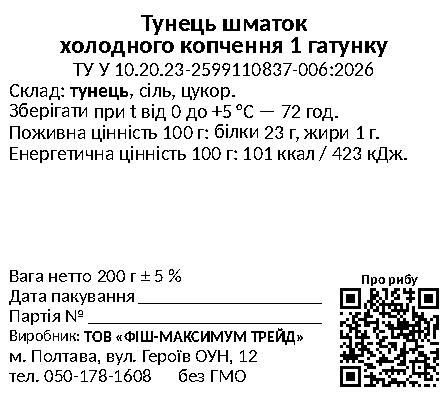 Тунець шматок
холодного копчення 1 гатунку
ТУ У 10.20.23-2599110837-006:2026
Склад: тунець, сіль, цукор.
Зберігати при t від 0 до +5 °С — 72 год.
Поживна цінність 100 г: білки 23 г, жири 1 г.
Енергетична цінність 100 г: 101 ккал / 423 кДж.
Вага нетто 200 г ± 5 %
Дата пакування ____________________
Партія № _________________________
Виробник: ТОВ «ФІШ-МАКСИМУМ ТРЕЙД»
м. Полтава, вул. Героїв ОУН, 12
тел. 050-178-1608 без ГМО
Про рибу